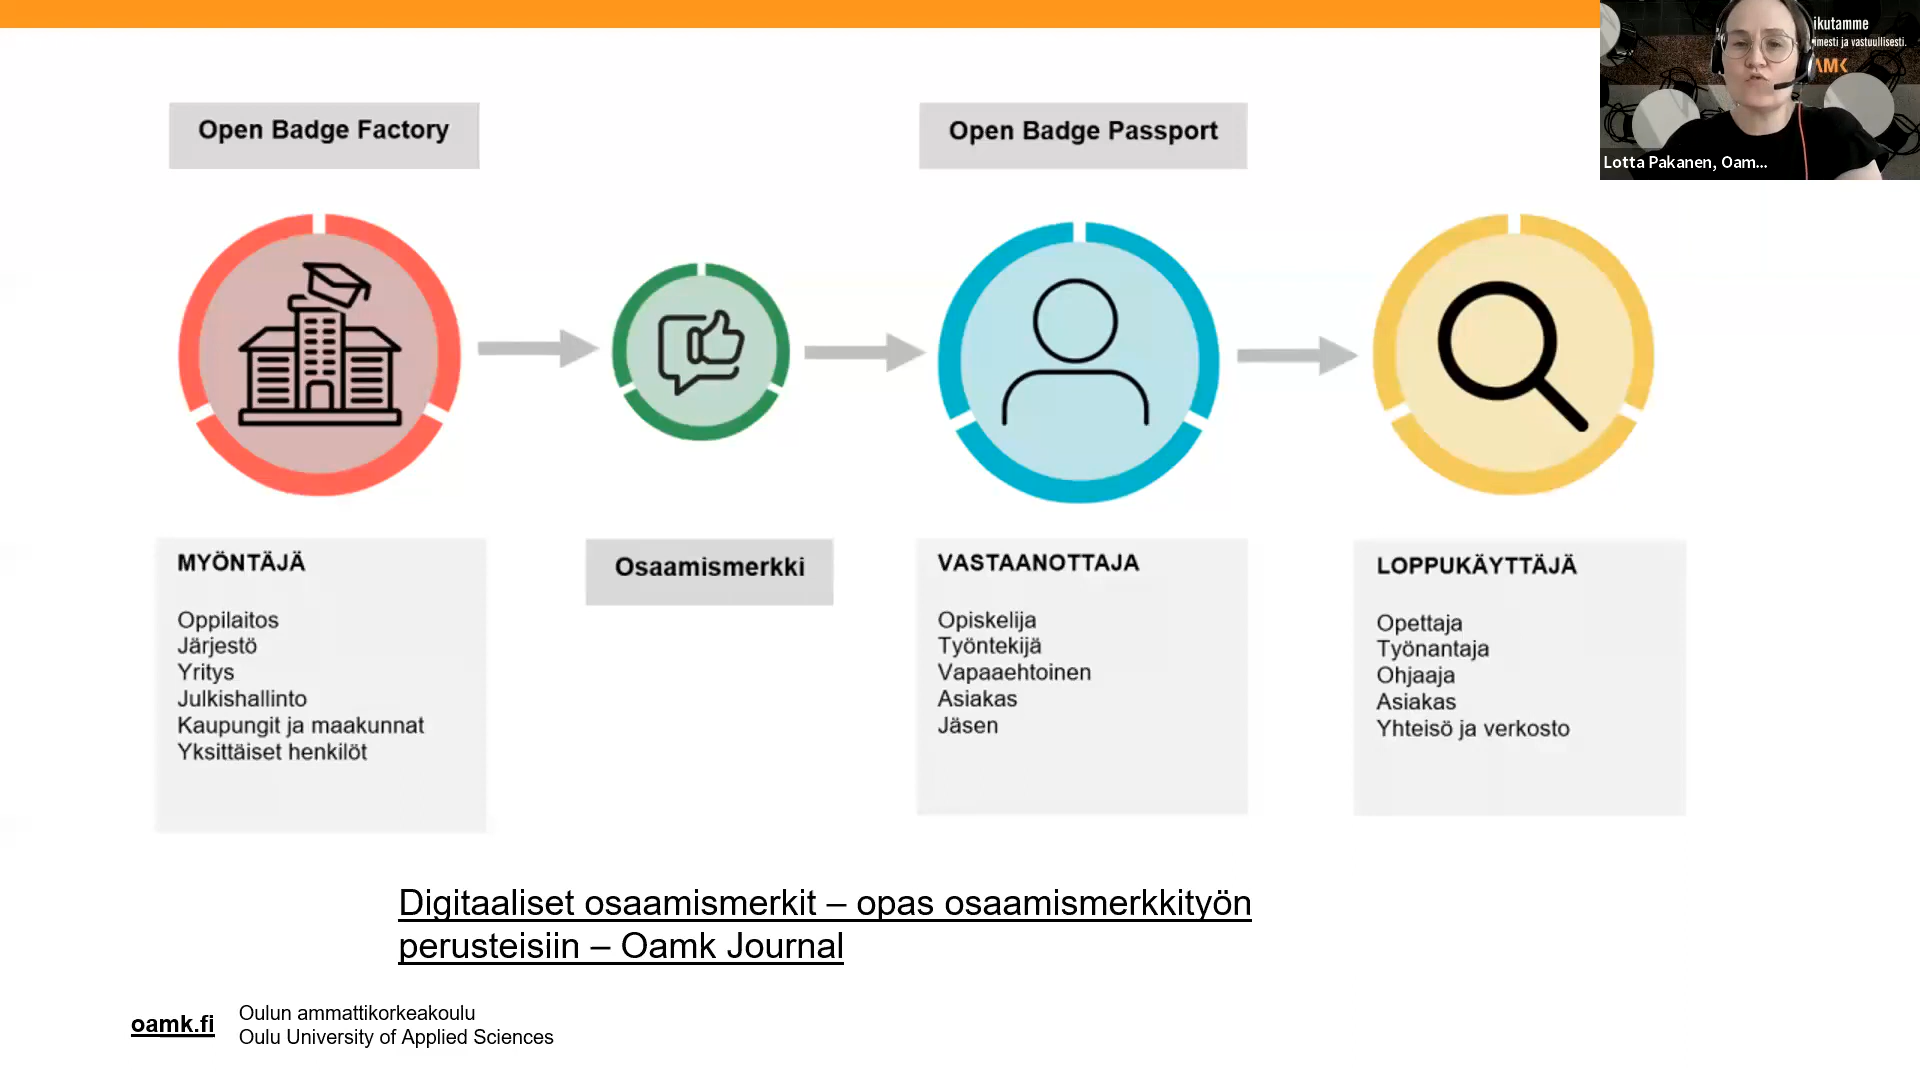 ikutamme
imesti ja vastuullisesti.
AMK
Lotta Pakanen, Oam...
Open Badge Factory
Open Badge Passport
MYÖNTÄJÄ
Oppilaitos
Järjestö
Yritys
Julkishallinto
Kaupungit ja maakunnat
Yksittäiset henkilöt
Osaamismerkki
VASTAANOTTAJA
Opiskelija
Työntekijä
Vapaaehtoinen
Asiakas
Jäsen
LOPPUKÄYTTÄJÄ
Opettaja
Työnantaja
Ohjaaja
Asiakas
Yhteisö ja verkosto
Digitaaliset osaamismerkit – opas osaamismerkkityön
perusteisiin – Oamk Journal
oamk.fi
Oulun ammattikorkeakoulu
Oulu University of Applied Sciences